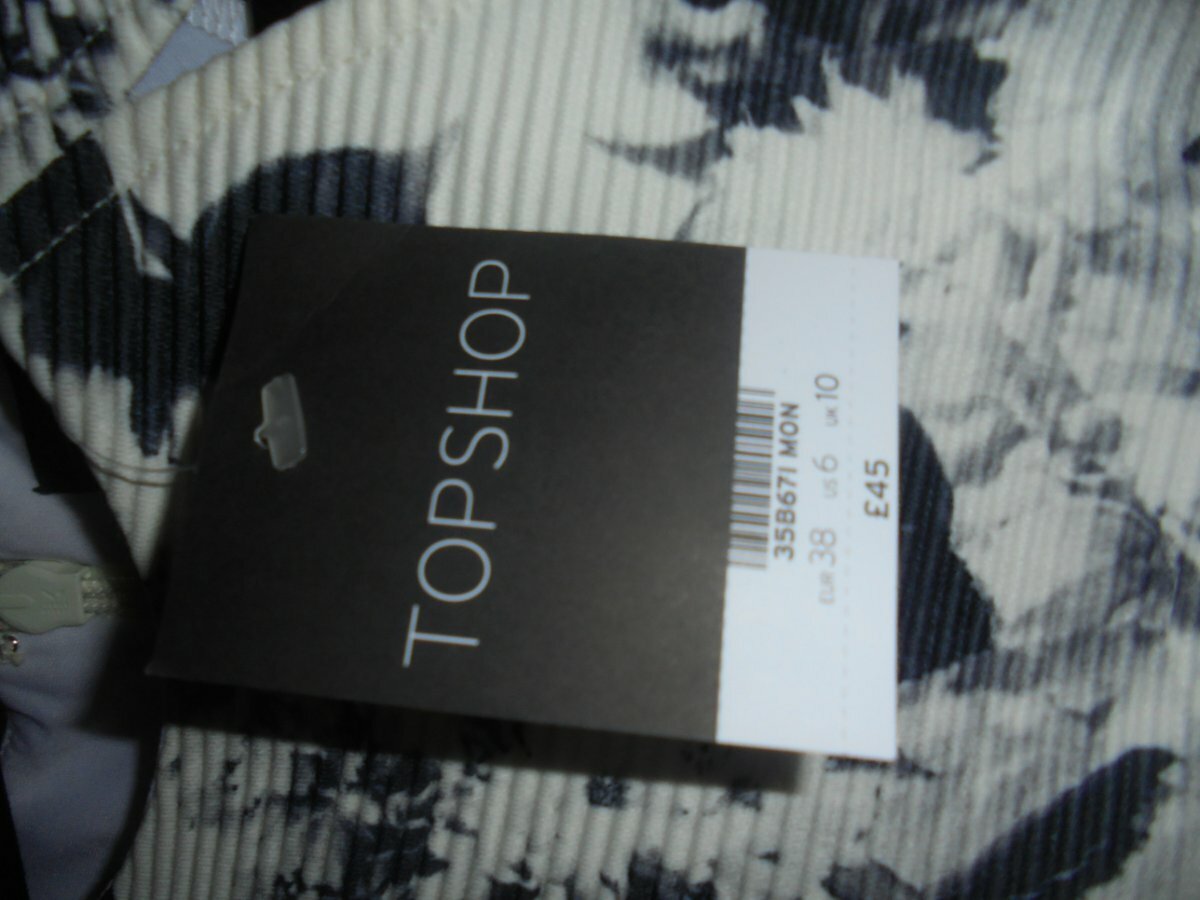 TOPSHOP
35B67I MON
EUR 38 US 6 UK 10
£45